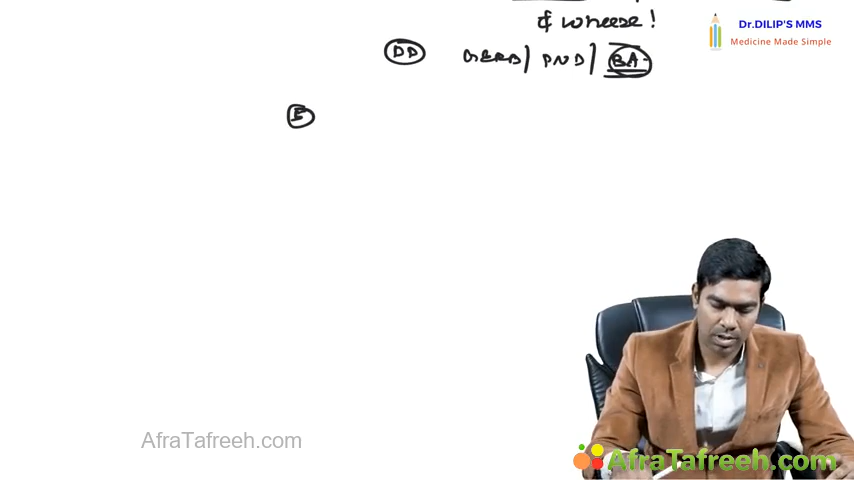 & wheeze !
Dr.DILIP'S MMS
Medicine Made Simple
DD GERD / PND / BA
E
AfraTafreeh.com
AfraTafreeh.com